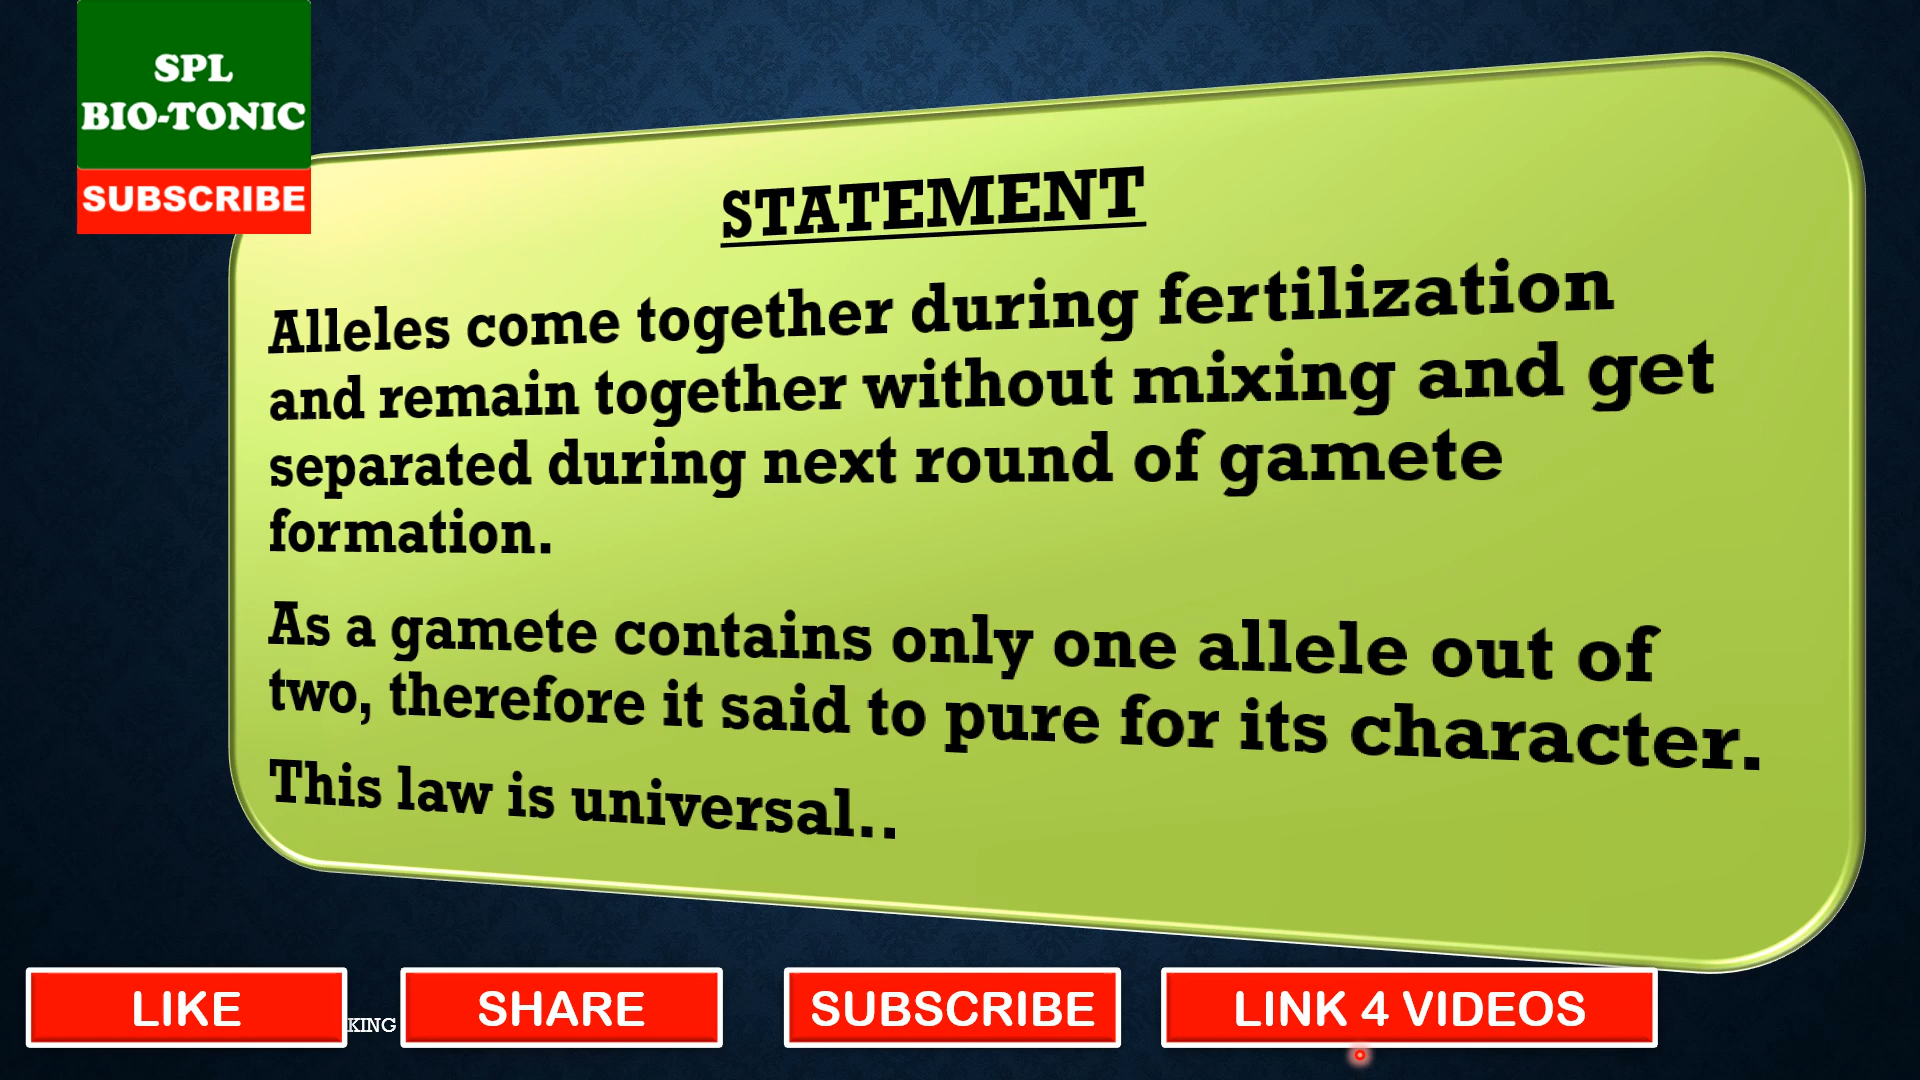 SPL
BIO-TONIC
SUBSCRIBE
STATEMENT
Alleles come together during fertilization
and remain together without mixing and get
separated during next round of gamete
formation.
As a gamete contains only one allele out of
two, therefore it said to pure for its character.
This law is universal..
LIKE
KING
SHARE
SUBSCRIBE
LINK 4 VIDEOS